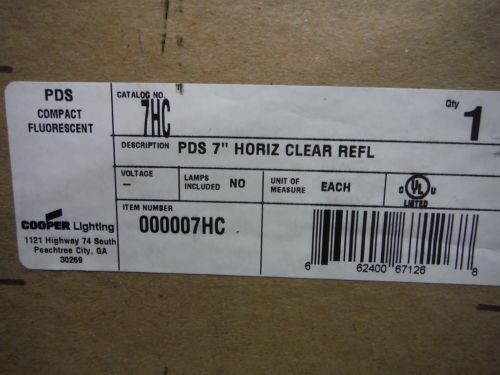 PDS
COMPACT
FLUORESCENT
CATALOG NO.
7HC
Qty
1
DESCRIPTION PDS 7" HORIZ CLEAR REFL
VOLTAGE
–
LAMPS
INCLUDED NO
UNIT OF
MEASURE EACH
C UL U
LISTED
ITEM NUMBER
000007HC
COOPER Lighting
1121 Highway 74 South
Peachtree City, GA
30269
6 62400 67126 8